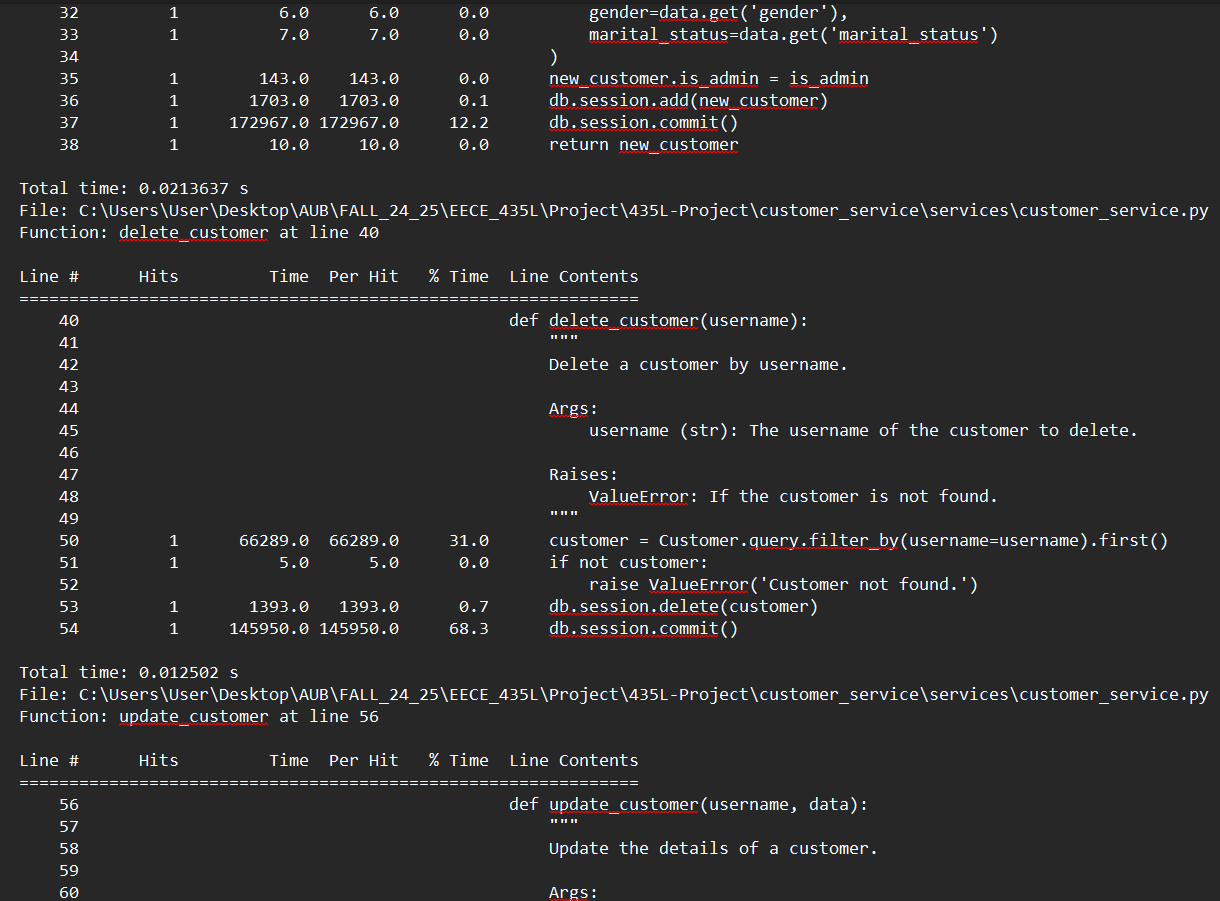 32 1 6.0 6.0 0.0 gender=data.get('gender'),
33 1 7.0 7.0 0.0 marital_status=data.get('marital_status')
34 )
35 1 143.0 143.0 0.0 new_customer.is_admin = is_admin
36 1 1703.0 1703.0 0.1 db.session.add(new_customer)
37 1 172967.0 172967.0 12.2 db.session.commit()
38 1 10.0 10.0 0.0 return new_customer
Total time: 0.0213637 s
File: C:\Users\User\Desktop\AUB\FALL_24_25\EECE_435L\Project\435L-Project\customer_service\services\customer_service.py
Function: delete_customer at line 40
Line # Hits Time Per Hit % Time Line Contents
==============================================================
40 def delete_customer(username):
41 """
42 Delete a customer by username.
43
44 Args:
45 username (str): The username of the customer to delete.
46
47 Raises:
48 ValueError: If the customer is not found.
49 """
50 1 66289.0 66289.0 31.0 customer = Customer.query.filter_by(username=username).first()
51 1 5.0 5.0 0.0 if not customer:
52 raise ValueError('Customer not found.')
53 1 1393.0 1393.0 0.7 db.session.delete(customer)
54 1 145950.0 145950.0 68.3 db.session.commit()
Total time: 0.012502 s
File: C:\Users\User\Desktop\AUB\FALL_24_25\EECE_435L\Project\435L-Project\customer_service\services\customer_service.py
Function: update_customer at line 56
Line # Hits Time Per Hit % Time Line Contents
==============================================================
56 def update_customer(username, data):
57 """
58 Update the details of a customer.
59
60 Args: